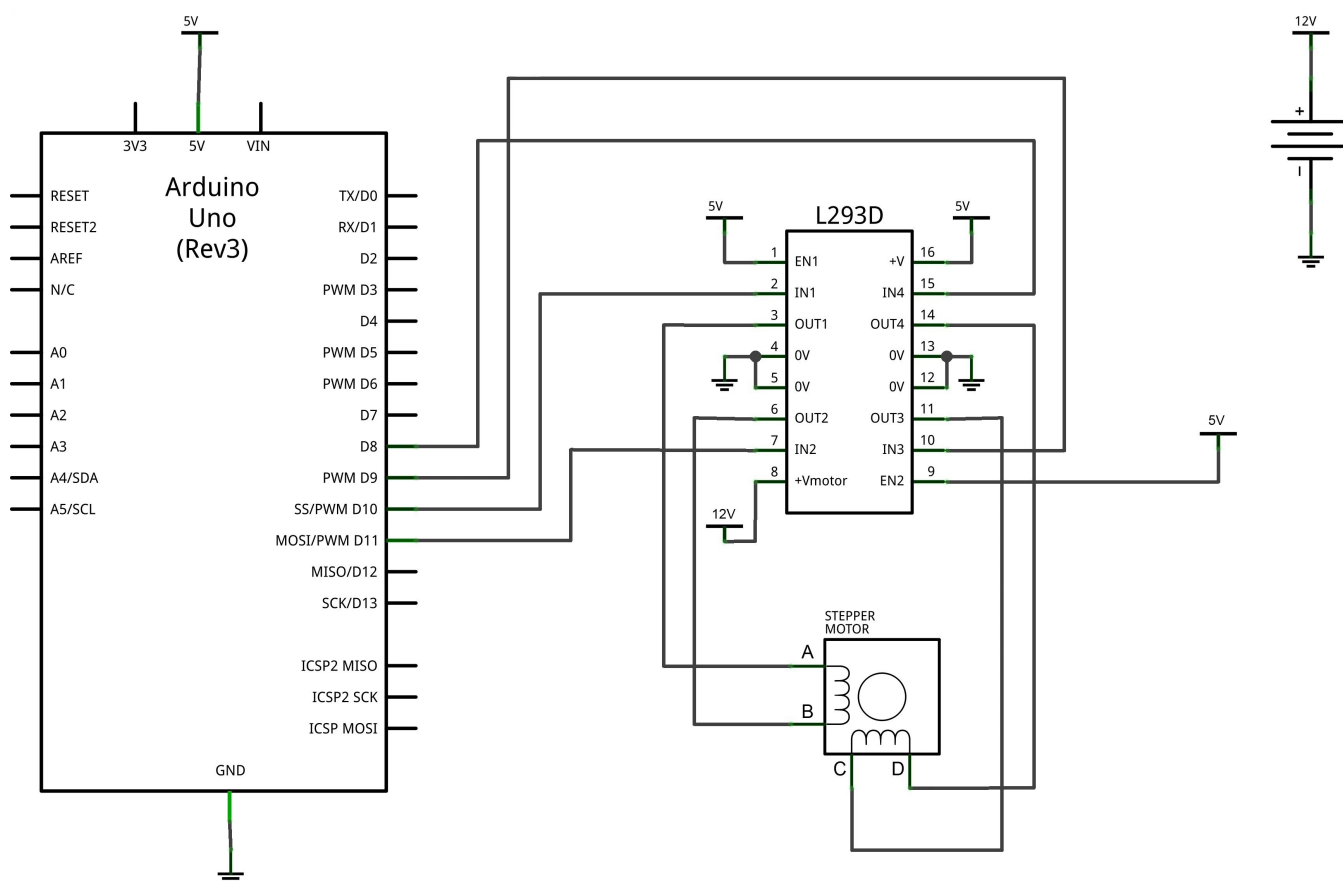 5V
12V
+
3V3
5V
VIN
Arduino
Uno
(Rev3)
RESET
RESET2
AREF
N/C
A0
A1
A2
A3
A4/SDA
A5/SCL
TX/D0
RX/D1
D2
PWM D3
D4
PWM D5
PWM D6
D7
D8
PWM D9
SS/PWM D10
MOSI/PWM D11
MISO/D12
SCK/D13
ICSP2 MISO
ICSP2 SCK
ICSP MOSI
GND
5V
5V
L293D
1 EN1
2 IN1
3 OUT1
4 0V
5 0V
6 OUT2
7 IN2
8 +Vmotor
+V 16
IN4 15
OUT4 14
0V 13
0V 12
OUT3 11
IN3 10
EN2 9
12V
5V
STEPPER
MOTOR
A
B
C
D